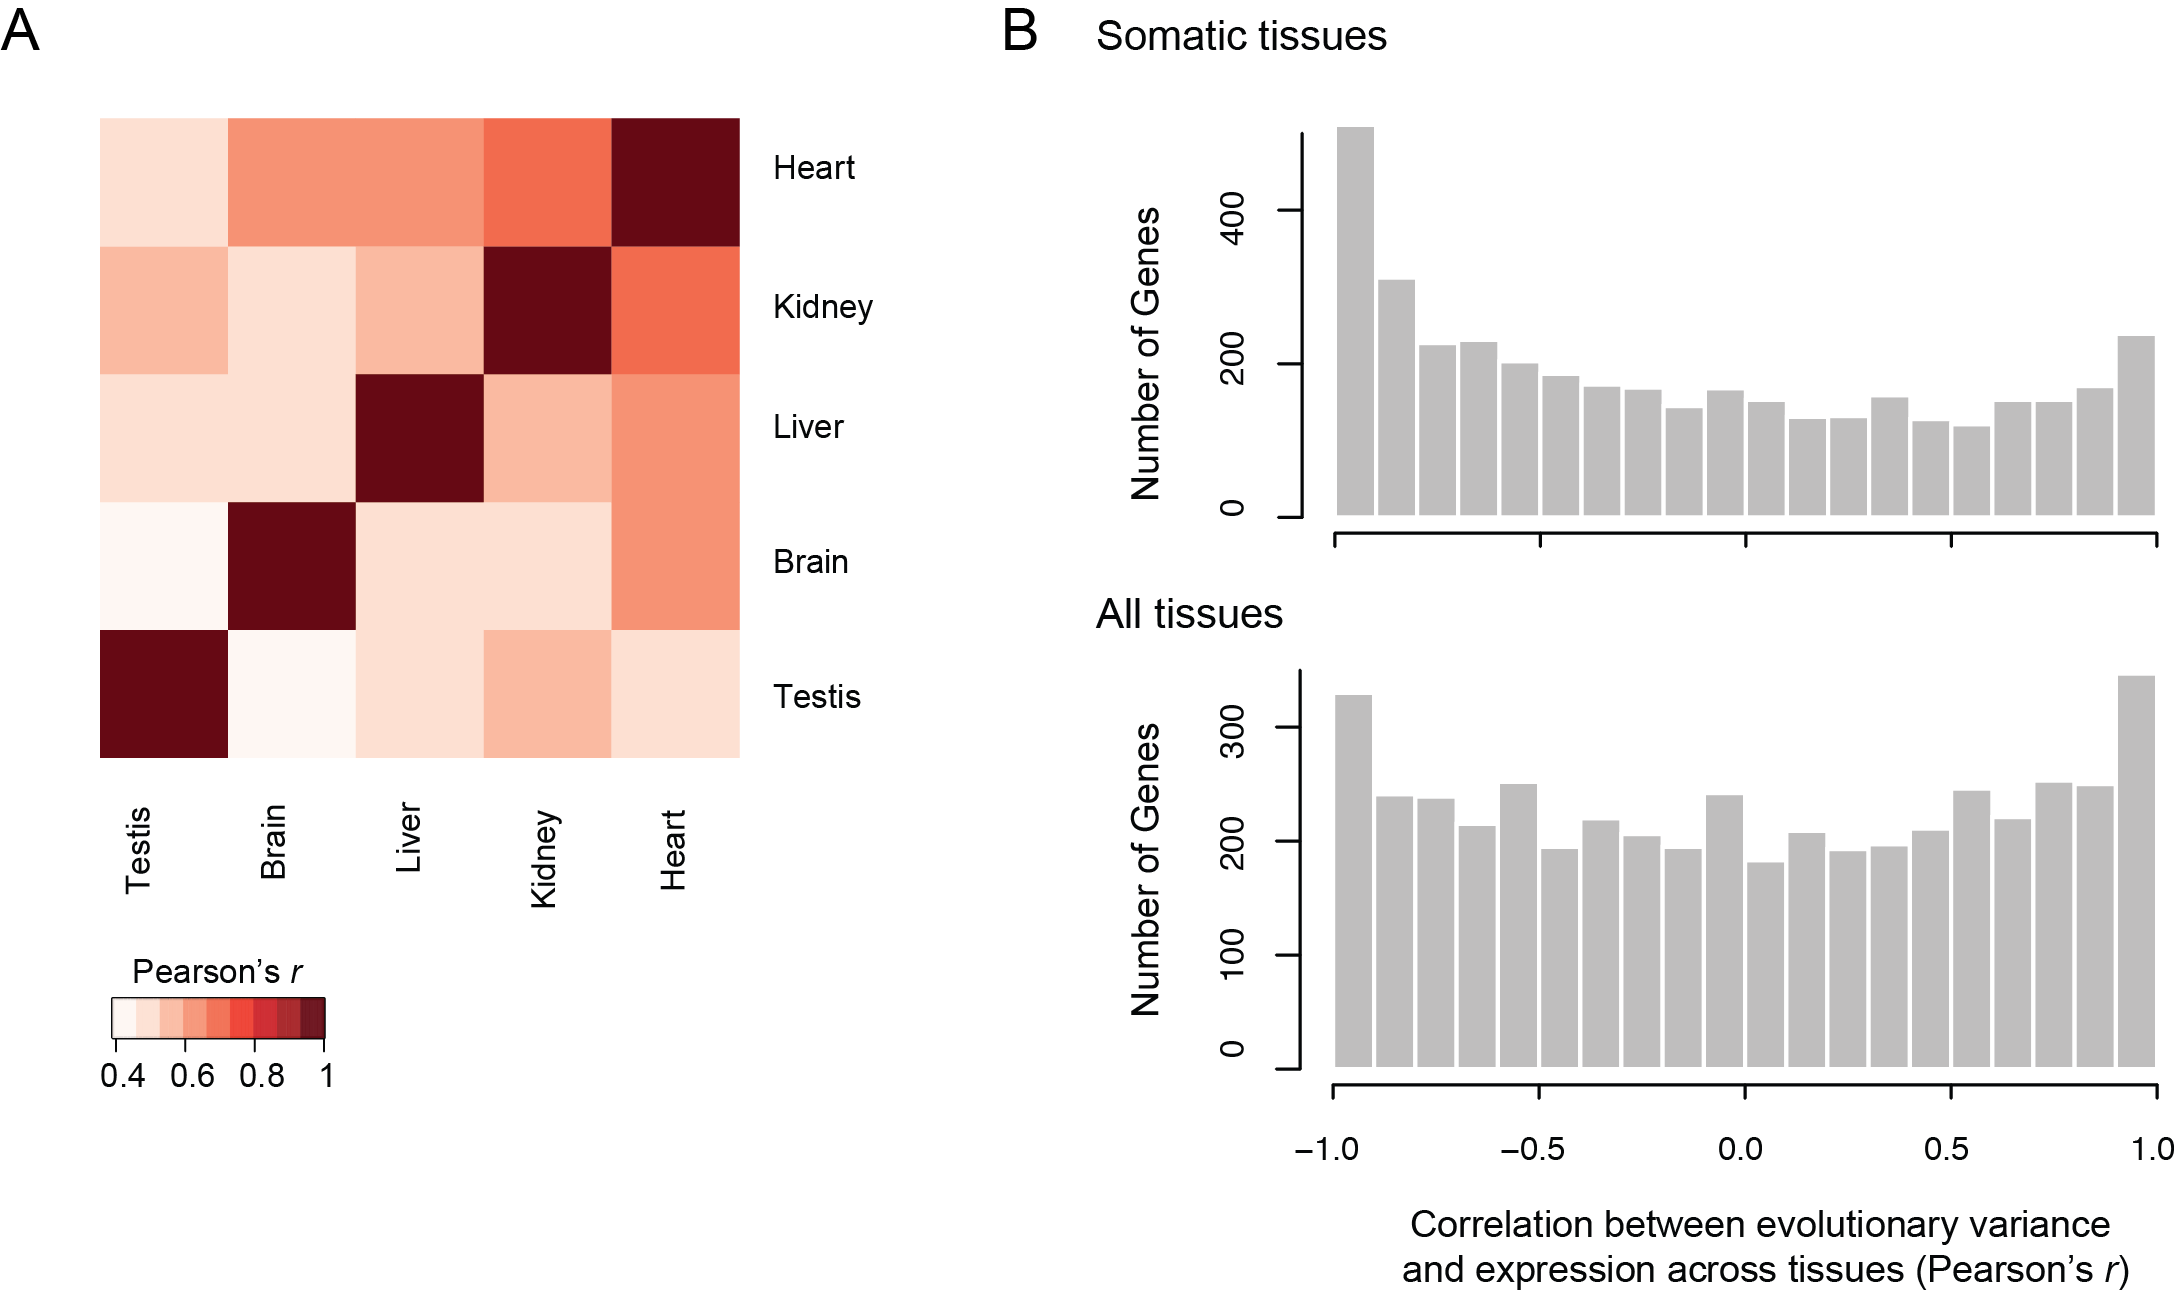 A
Heart
Kidney
Liver
Brain
Testis
Testis
Brain
Liver
Kidney
Heart
Pearson’s r
0.4 0.6 0.8 1
B Somatic tissues
Number of Genes
400
200
0
All tissues
Number of Genes
300
200
100
0
−1.0 −0.5 0.0 0.5 1.0
Correlation between evolutionary variance
and expression across tissues (Pearson’s r)